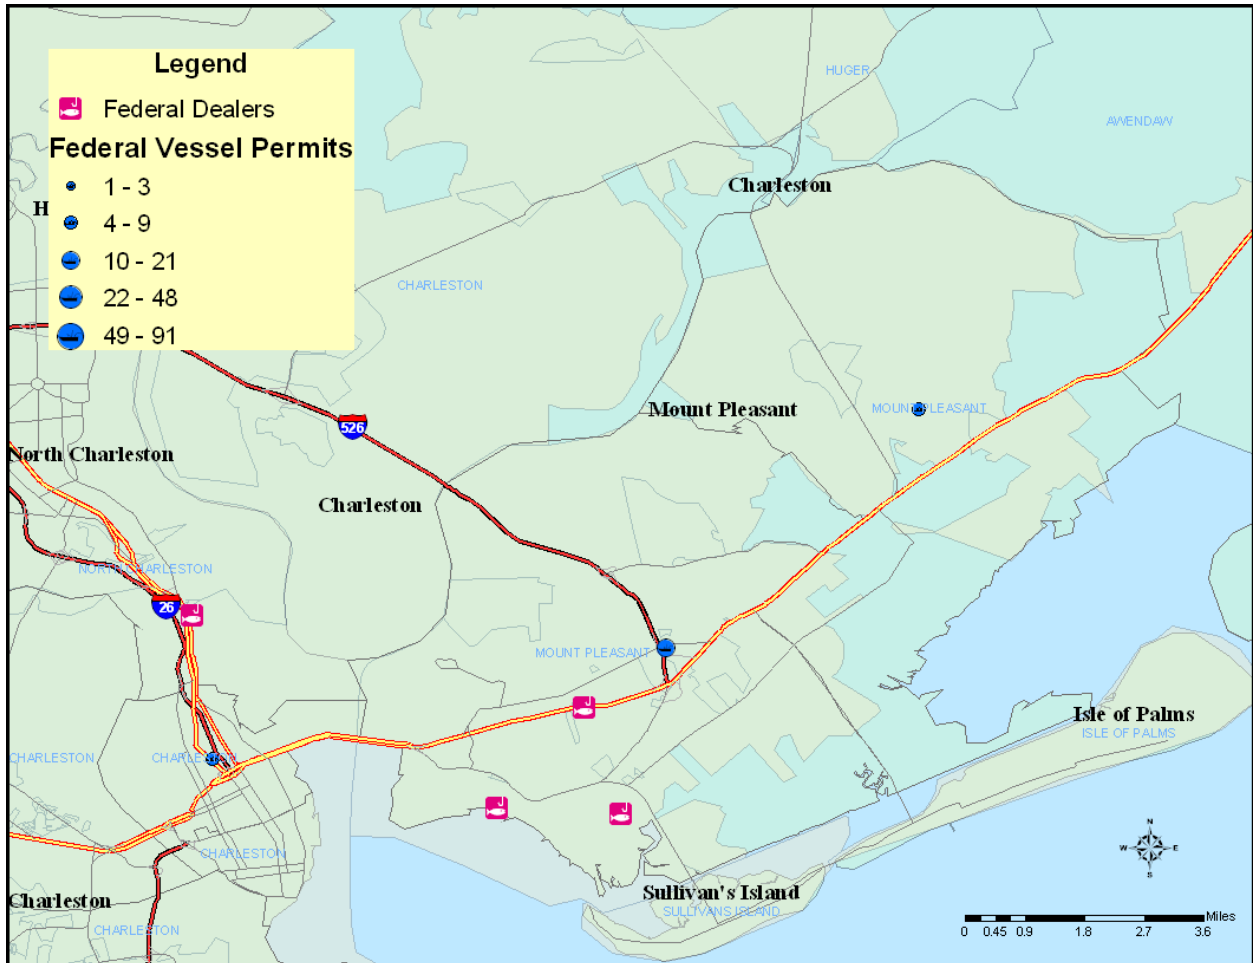 Legend
HUGER
Federal Dealers
AWENDAW
Federal Vessel Permits
1 - 3
Charleston
H
4 - 9
10 - 21
CHARLESTON
22 - 48
49 - 91
Mount Pleasant
MOUNT PLEASANT
526
North Charleston
Charleston
NORTH CHARLESTON
26
MOUNT PLEASANT
Isle of Palms
ISLE OF PALMS
CHARLESTON
CHARLESTON
N
W E
S
CHARLESTON
Sullivan's Island
Charleston
SULLIVANS ISLAND
Miles
CHARLESTON
0 0.45 0.9 1.8 2.7 3.6